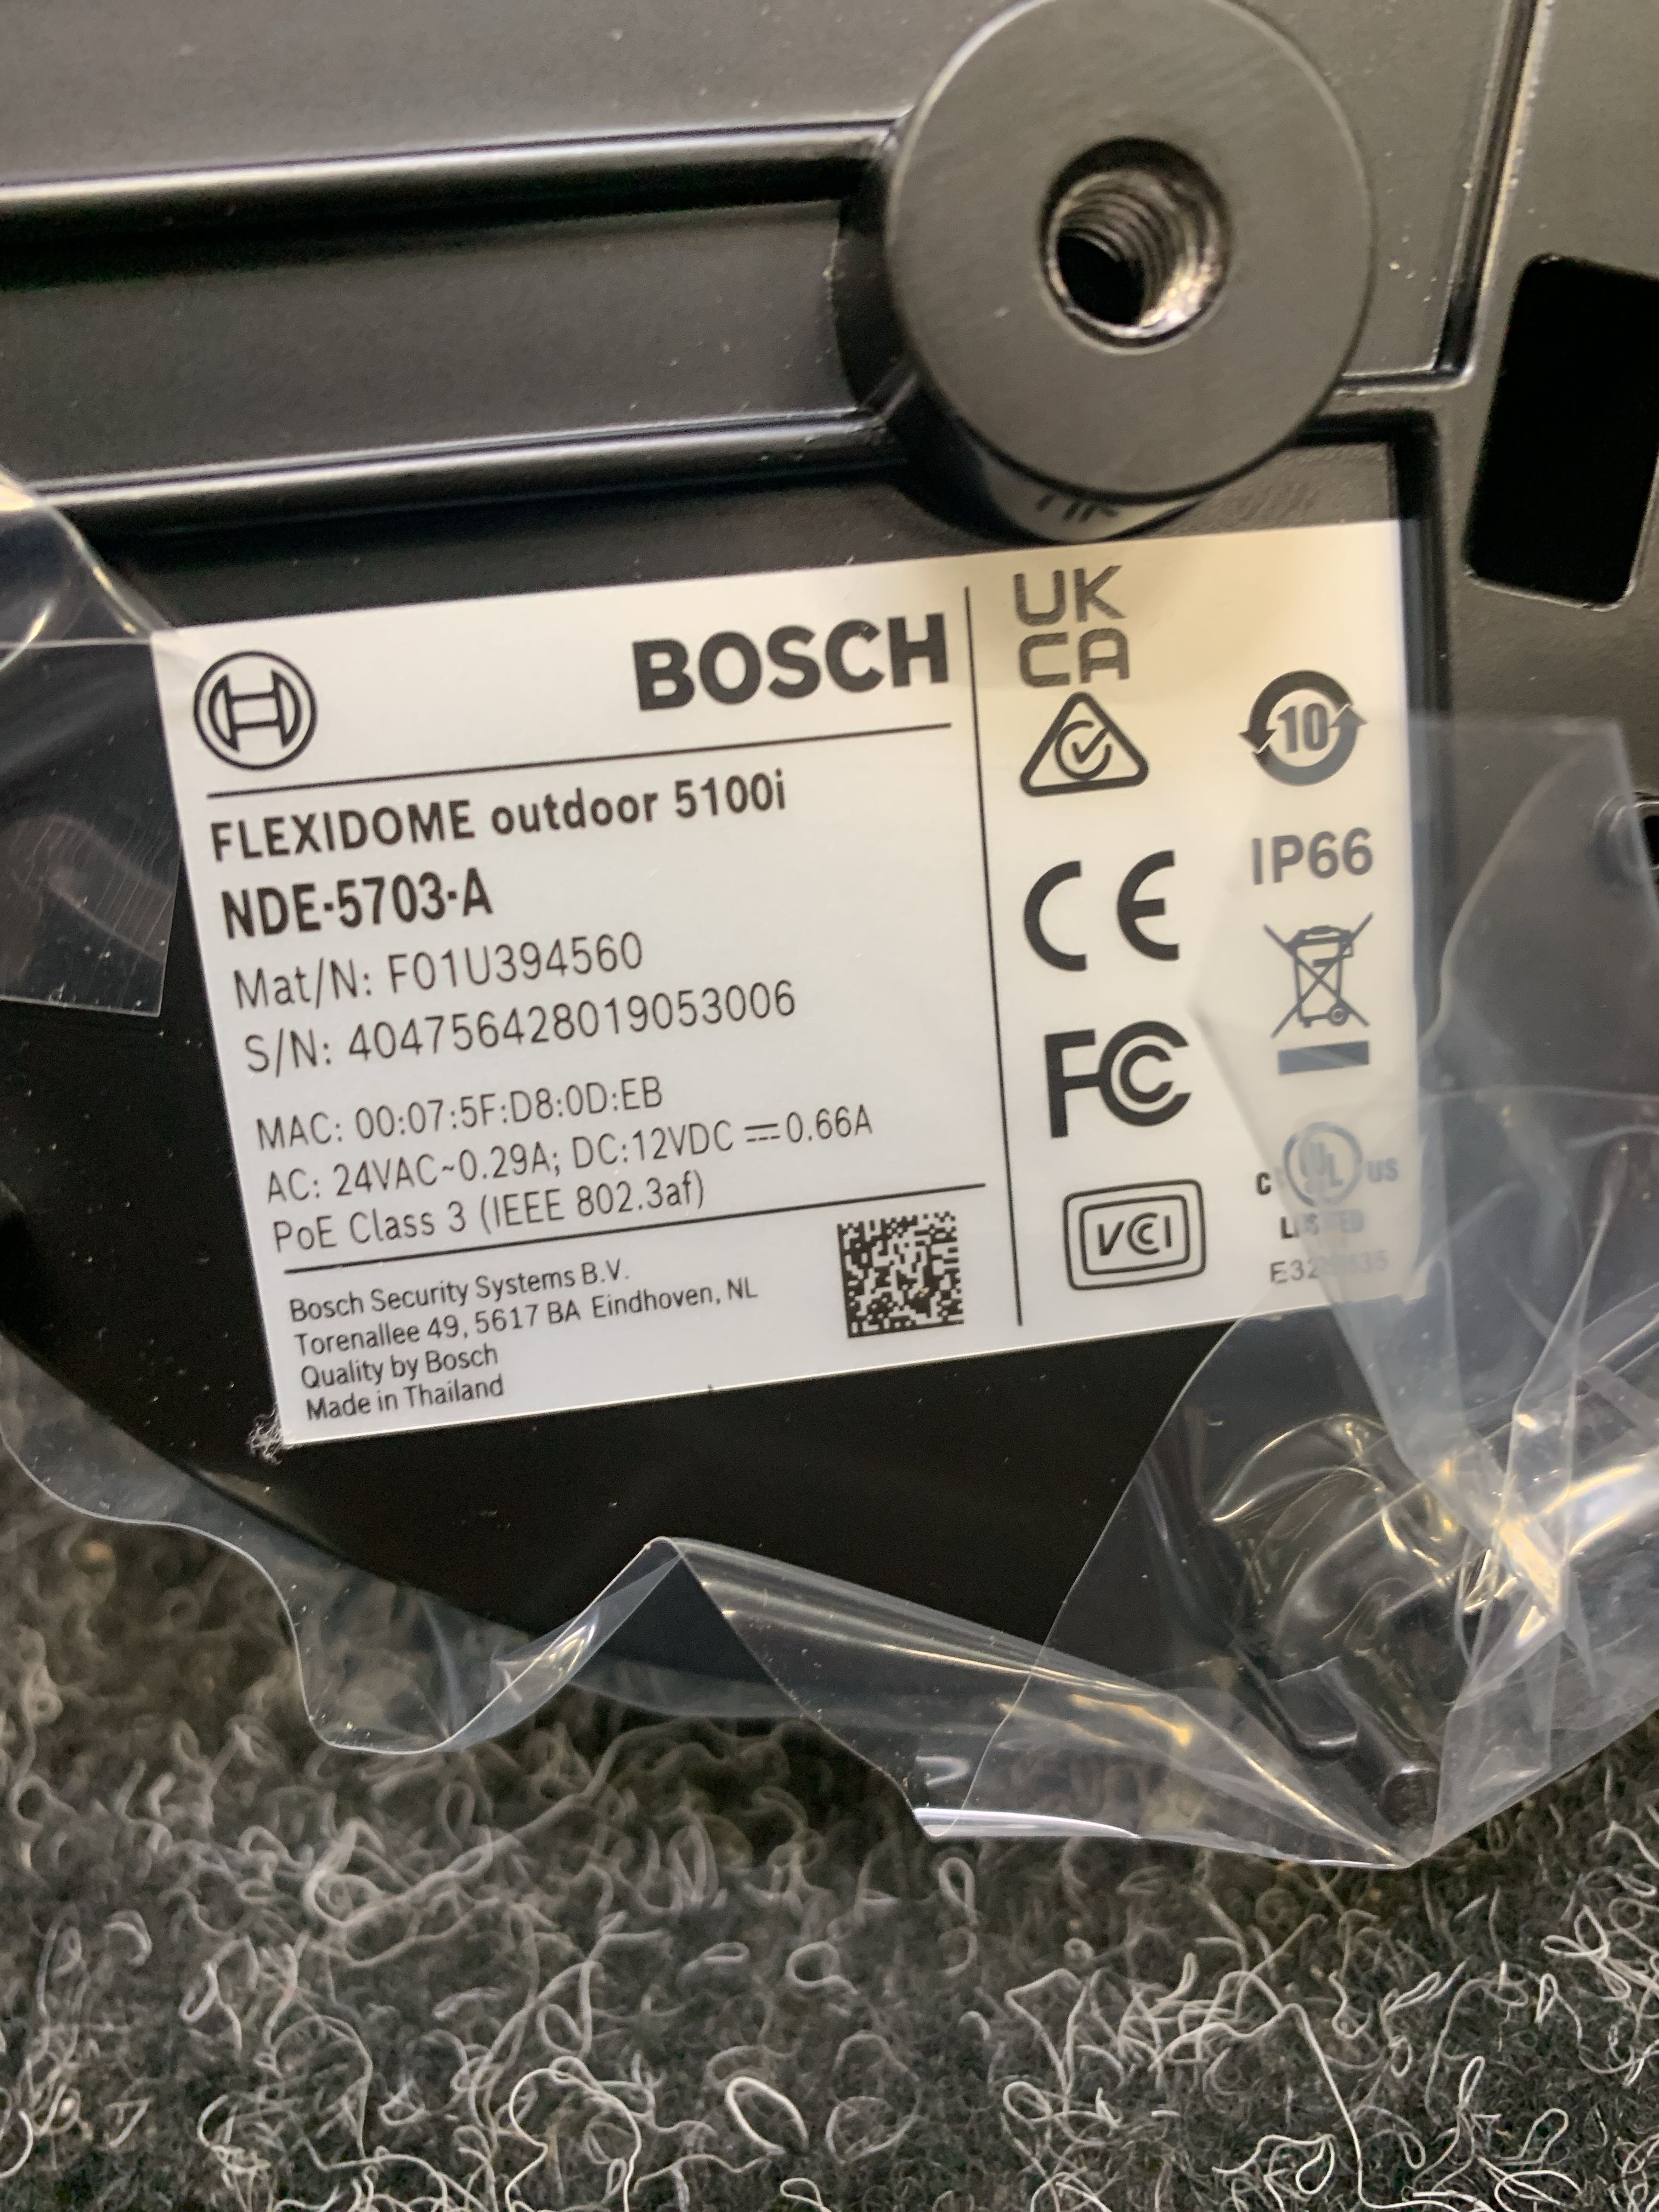 BOSCH
FLEXIDOME outdoor 5100i
NDE-5703-A
Mat/N: F01U394560
S/N: 404756428019053006
MAC: 00:07:5F:D8:0D:EB
AC: 24VAC~0.29A; DC:12VDC ⎓0.66A
PoE Class 3 (IEEE 802.3af)
Bosch Security Systems B.V.
Torenallee 49, 5617 BA Eindhoven, NL
Quality by Bosch
Made in Thailand
UK
CA
10
IP66
CE
FC
VCI
C UL US
LISTED